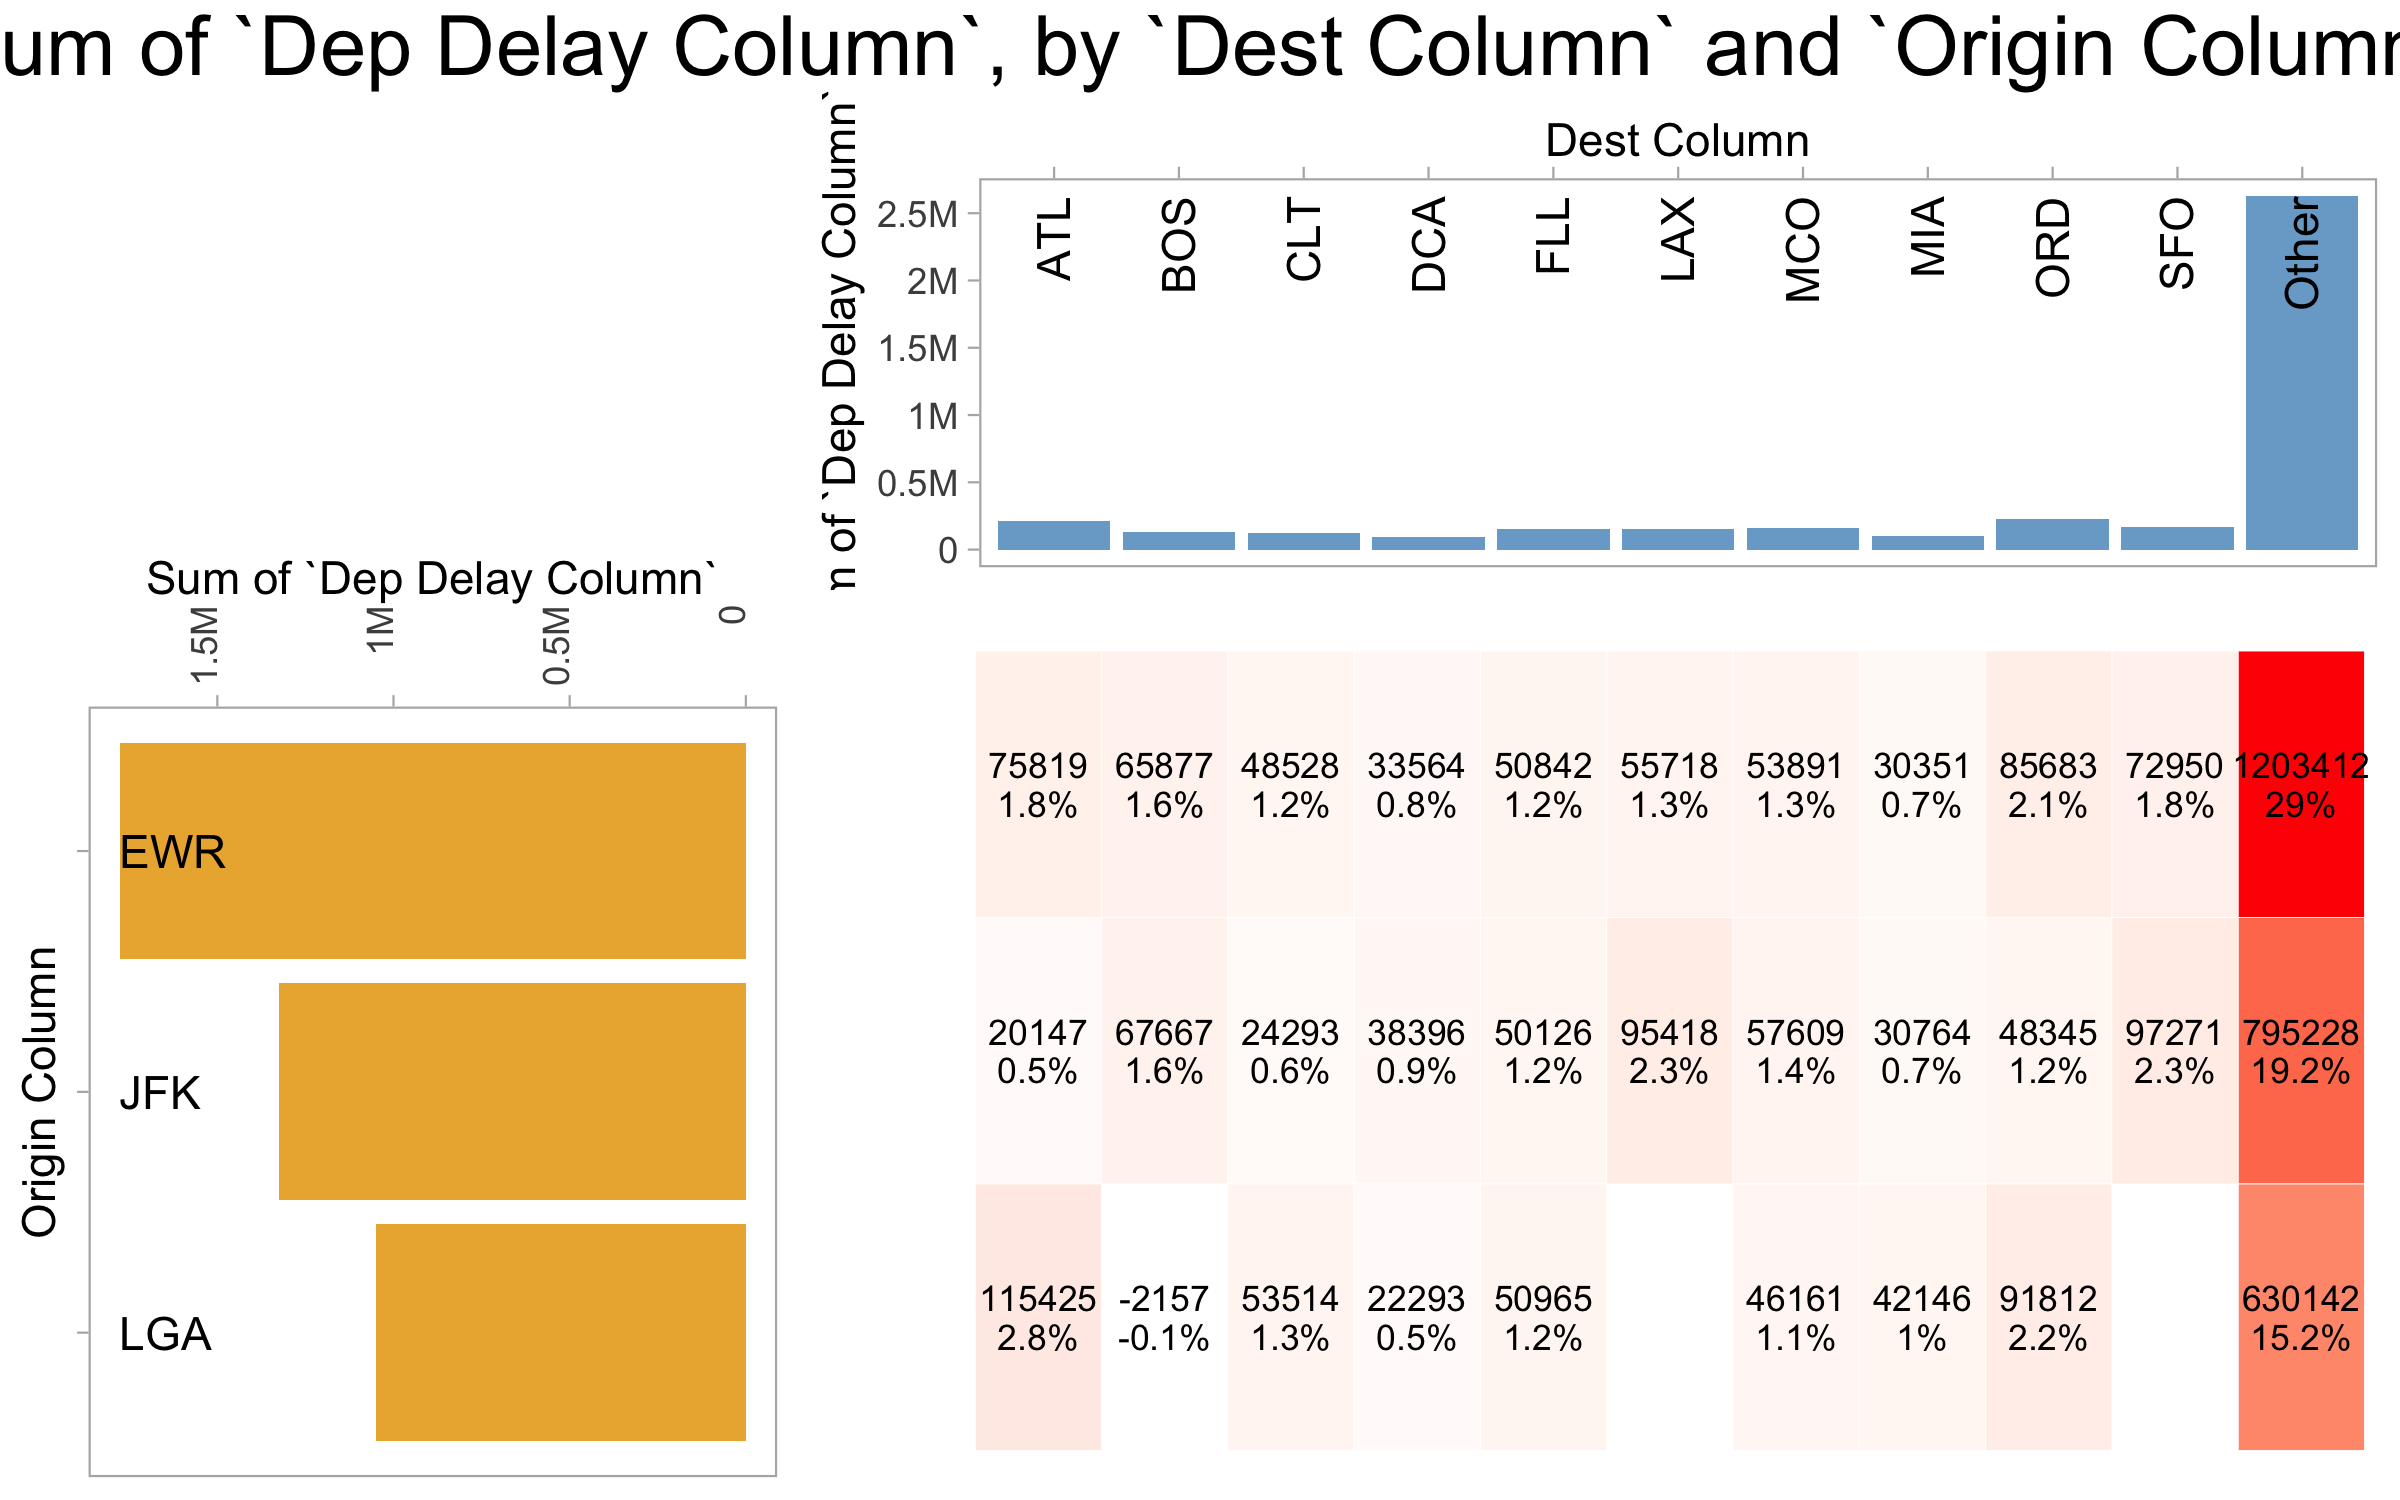 um of `Dep Delay Column`, by `Dest Column` and `Origin Column
Dest Column
n of `Dep Delay Column`
2.5M
2M
1.5M
1M
0.5M
0
ATL
BOS
CLT
DCA
FLL
LAX
MCO
MIA
ORD
SFO
Other
Sum of `Dep Delay Column`
1.5M
1M
0.5M
0
Origin Column
EWR
JFK
LGA
75819 65877 48528 33564 50842 55718 53891 30351 85683 72950 1203412
1.8% 1.6% 1.2% 0.8% 1.2% 1.3% 1.3% 0.7% 2.1% 1.8% 29%
20147 67667 24293 38396 50126 95418 57609 30764 48345 97271 795228
0.5% 1.6% 0.6% 0.9% 1.2% 2.3% 1.4% 0.7% 1.2% 2.3% 19.2%
115425 -2157 53514 22293 50965 46161 42146 91812 630142
2.8% -0.1% 1.3% 0.5% 1.2% 1.1% 1% 2.2% 15.2%